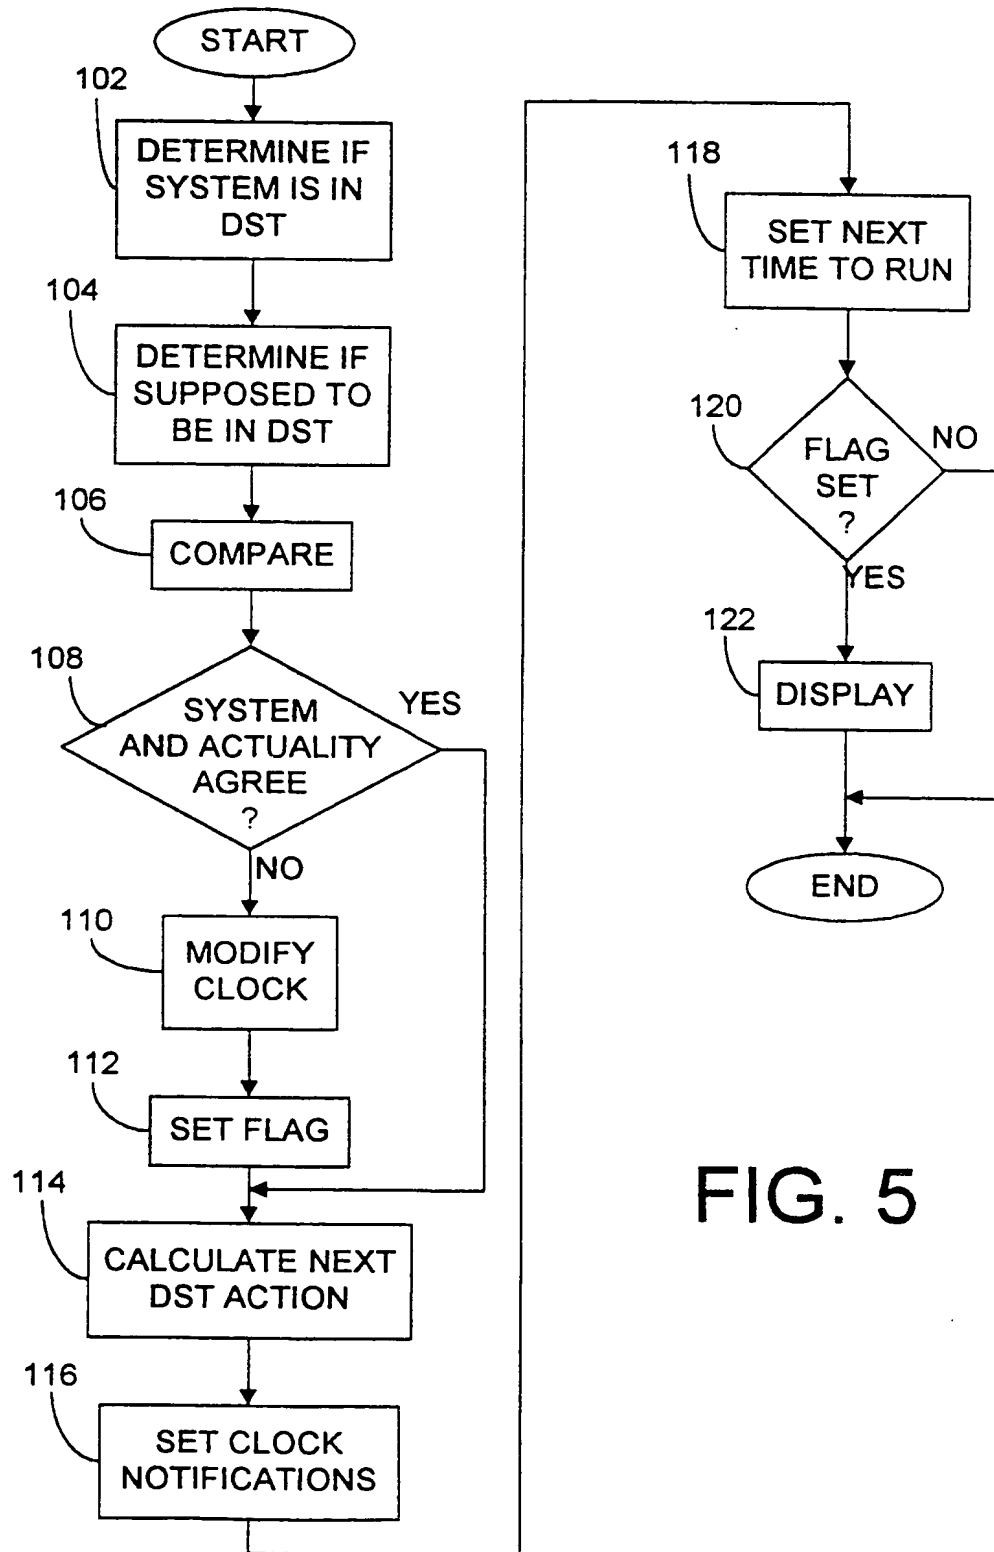 START
102
DETERMINE IF
SYSTEM IS IN
DST
104
DETERMINE IF
SUPPOSED TO
BE IN DST
106
COMPARE
108
SYSTEM
AND ACTUALITY
AGREE
?
YES
NO
110
MODIFY
CLOCK
112
SET FLAG
114
CALCULATE NEXT
DST ACTION
116
SET CLOCK
NOTIFICATIONS
118
SET NEXT
TIME TO RUN
120
FLAG
SET
?
NO
YES
122
DISPLAY
END
FIG. 5